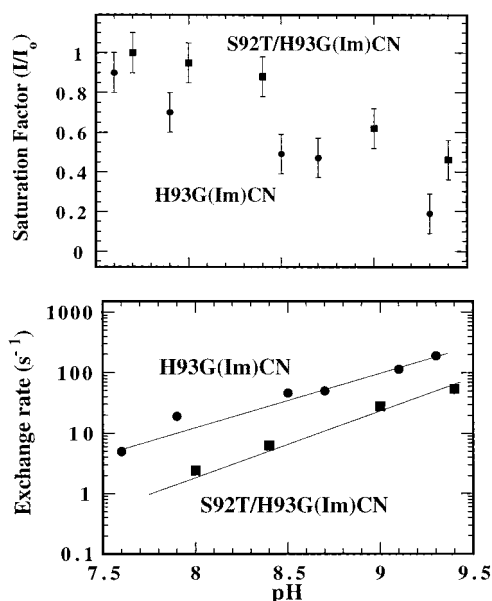 S92T/H93G(Im)CN
1
0.8
0.6
0.4
0.2
0
Saturation Factor (I/I₀)
H93G(Im)CN
1000
100
10
1
0.1
Exchange rate (s⁻¹)
H93G(Im)CN
S92T/H93G(Im)CN
7.5 8 8.5 9 9.5
pH